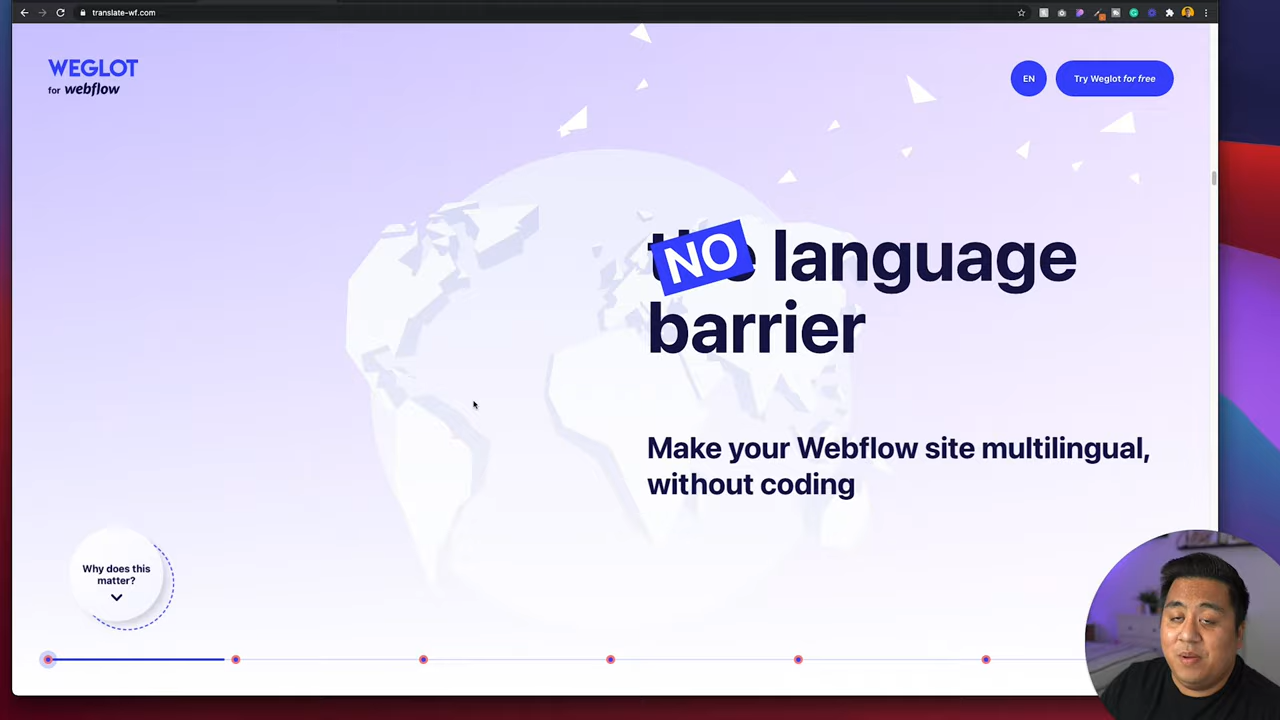 translate-wf.com
WEGLOT
for webflow
EN
Try Weglot for free
NO language
barrier
Make your Webflow site multilingual,
without coding
Why does this
matter?